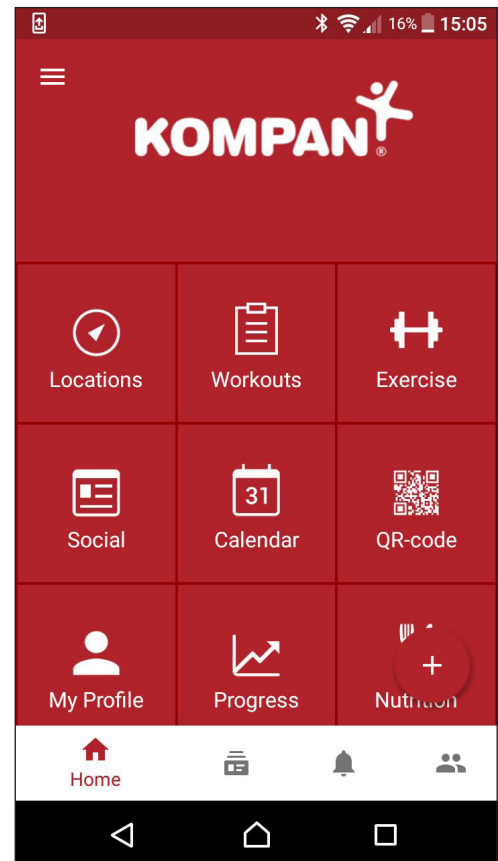 16% 15:05
KOMPAN®
Locations Workouts Exercise
31
Social Calendar QR-code
My Profile Progress Nutrition
Home